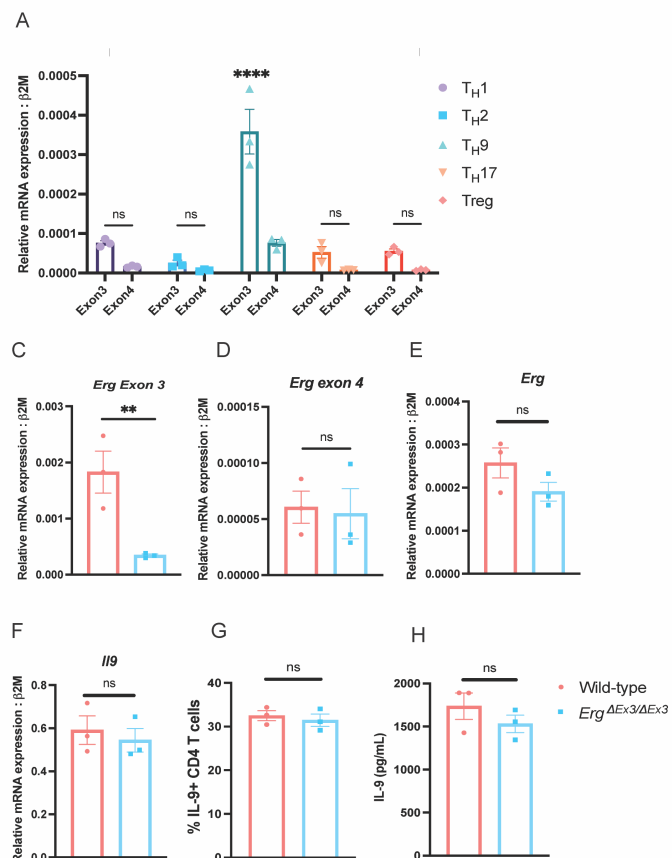 A
Relative mRNA expression : β2M
0.0005
0.0004
0.0003
0.0002
0.0001
0.0000
ns
ns
****
ns
ns
Exon3
Exon4
Exon3
Exon4
Exon3
Exon4
Exon3
Exon4
Exon3
Exon4
TH1
TH2
TH9
TH17
Treg
C
Erg Exon 3
Relative mRNA expression : β2M
0.003
0.002
0.001
0.000
**
D
Erg exon 4
Relative mRNA expression : β2M
0.00015
0.00010
0.00005
0.00000
ns
E
Erg
Relative mRNA expression : β2M
0.0004
0.0003
0.0002
0.0001
0.0000
ns
F
Il9
Relative mRNA expression : β2M
0.8
0.6
0.4
0.2
0.0
ns
G
% IL-9+ CD4 T cells
40
30
20
10
0
ns
H
IL-9 (pg/mL)
2000
1500
1000
500
0
ns
Wild-type
Erg ΔEx3/ΔEx3